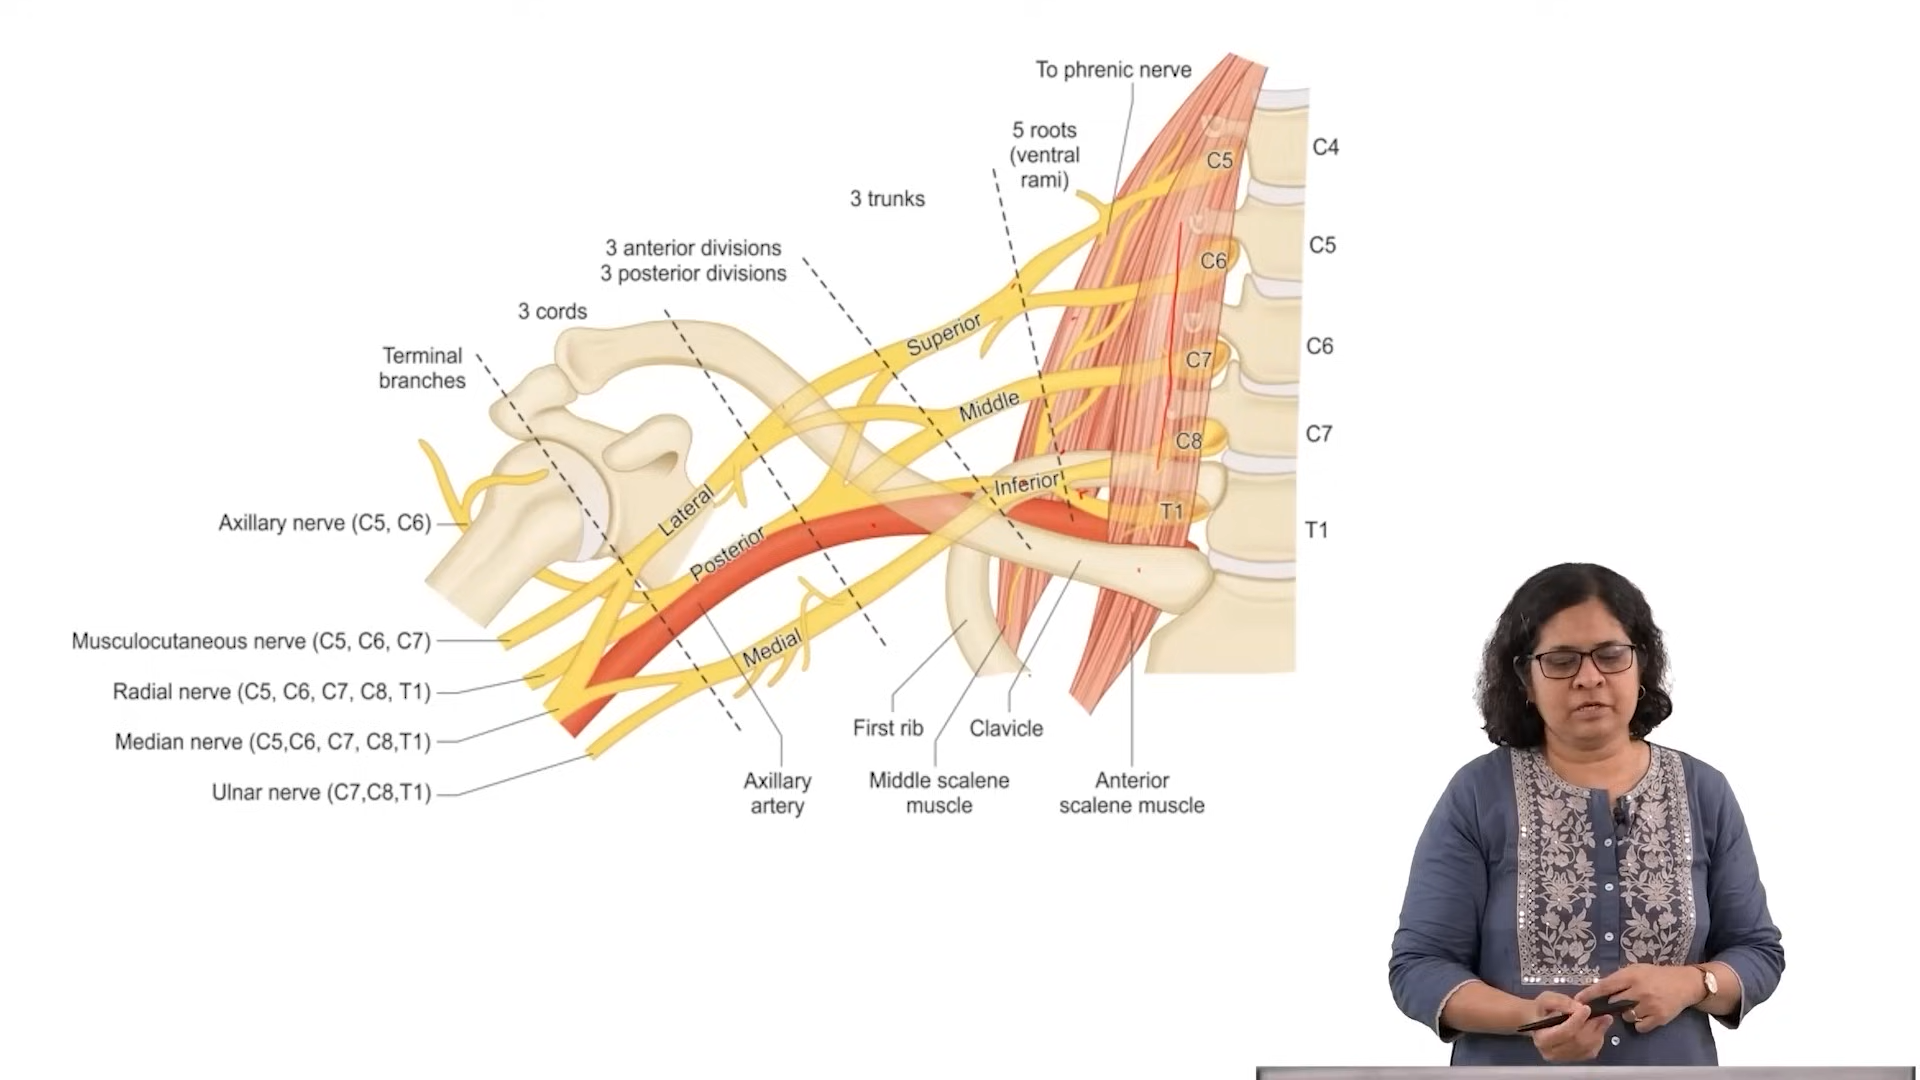 To phrenic nerve
5 roots
(ventral
rami)
3 trunks
3 anterior divisions
3 posterior divisions
3 cords
Terminal
branches
C4
C5
C6
C7
T1
C5
C6
C7
C8
T1
Superior
Middle
Inferior
Lateral
Posterior
Medial
Axillary nerve (C5, C6)
Musculocutaneous nerve (C5, C6, C7)
Radial nerve (C5, C6, C7, C8, T1)
Median nerve (C5,C6, C7, C8,T1)
Ulnar nerve (C7,C8,T1)
First rib
Clavicle
Axillary
artery
Middle scalene
muscle
Anterior
scalene muscle